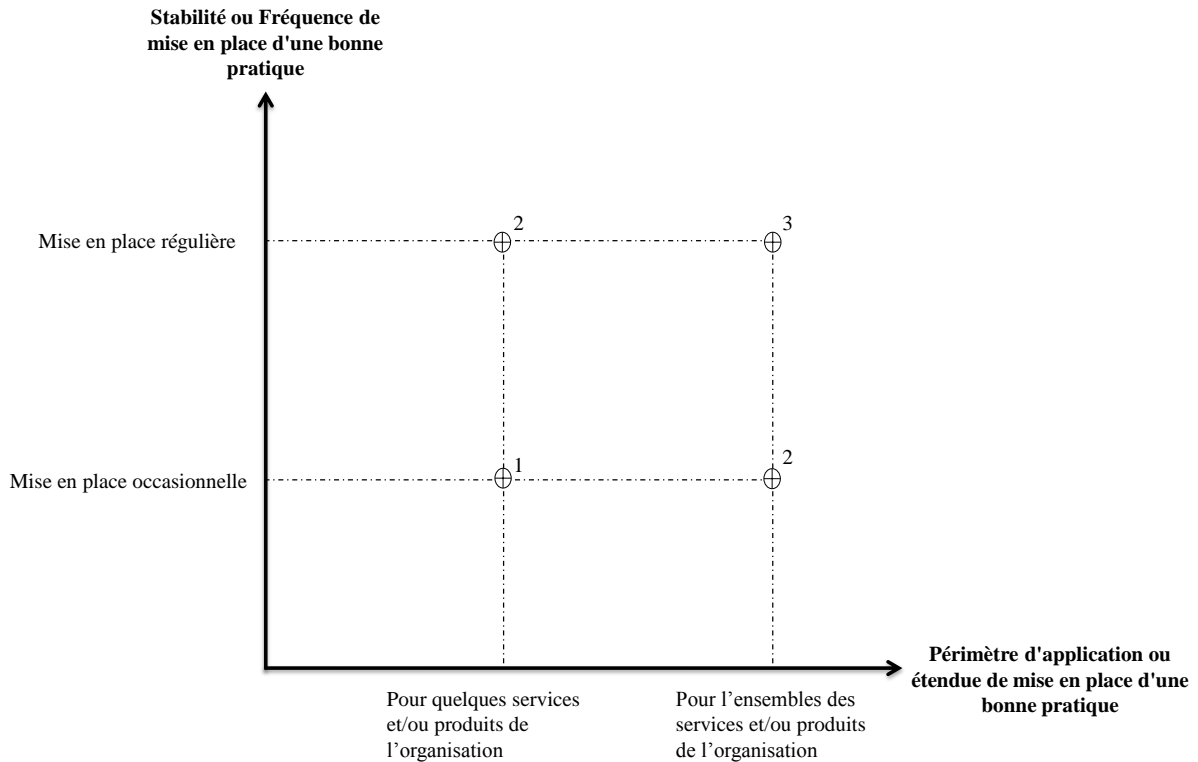 Stabilité ou Fréquence de
mise en place d'une bonne
pratique
2
3
Mise en place régulière
1
2
Mise en place occasionnelle
Périmètre d'application ou
étendue de mise en place d'une
bonne pratique
Pour quelques services
et/ou produits de
l’organisation
Pour l’ensembles des
services et/ou produits
de l’organisation